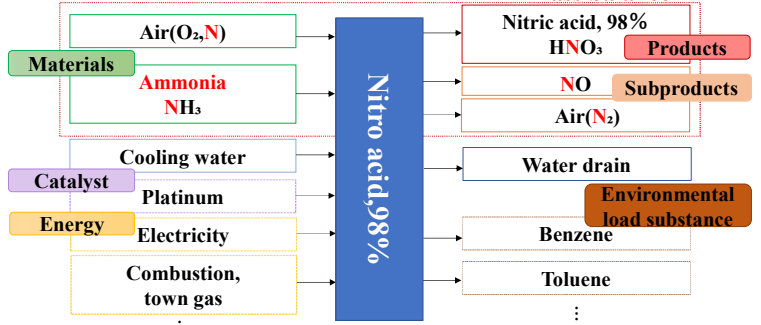 Air(O₂,N)
Materials
Ammonia
NH₃
Cooling water
Catalyst
Platinum
Energy
Electricity
Combustion,
town gas
Nitro acid,98%
Nitric acid, 98%
HNO₃
Products
NO
Subproducts
Air(N₂)
Water drain
Environmental
load substance
Benzene
Toluene